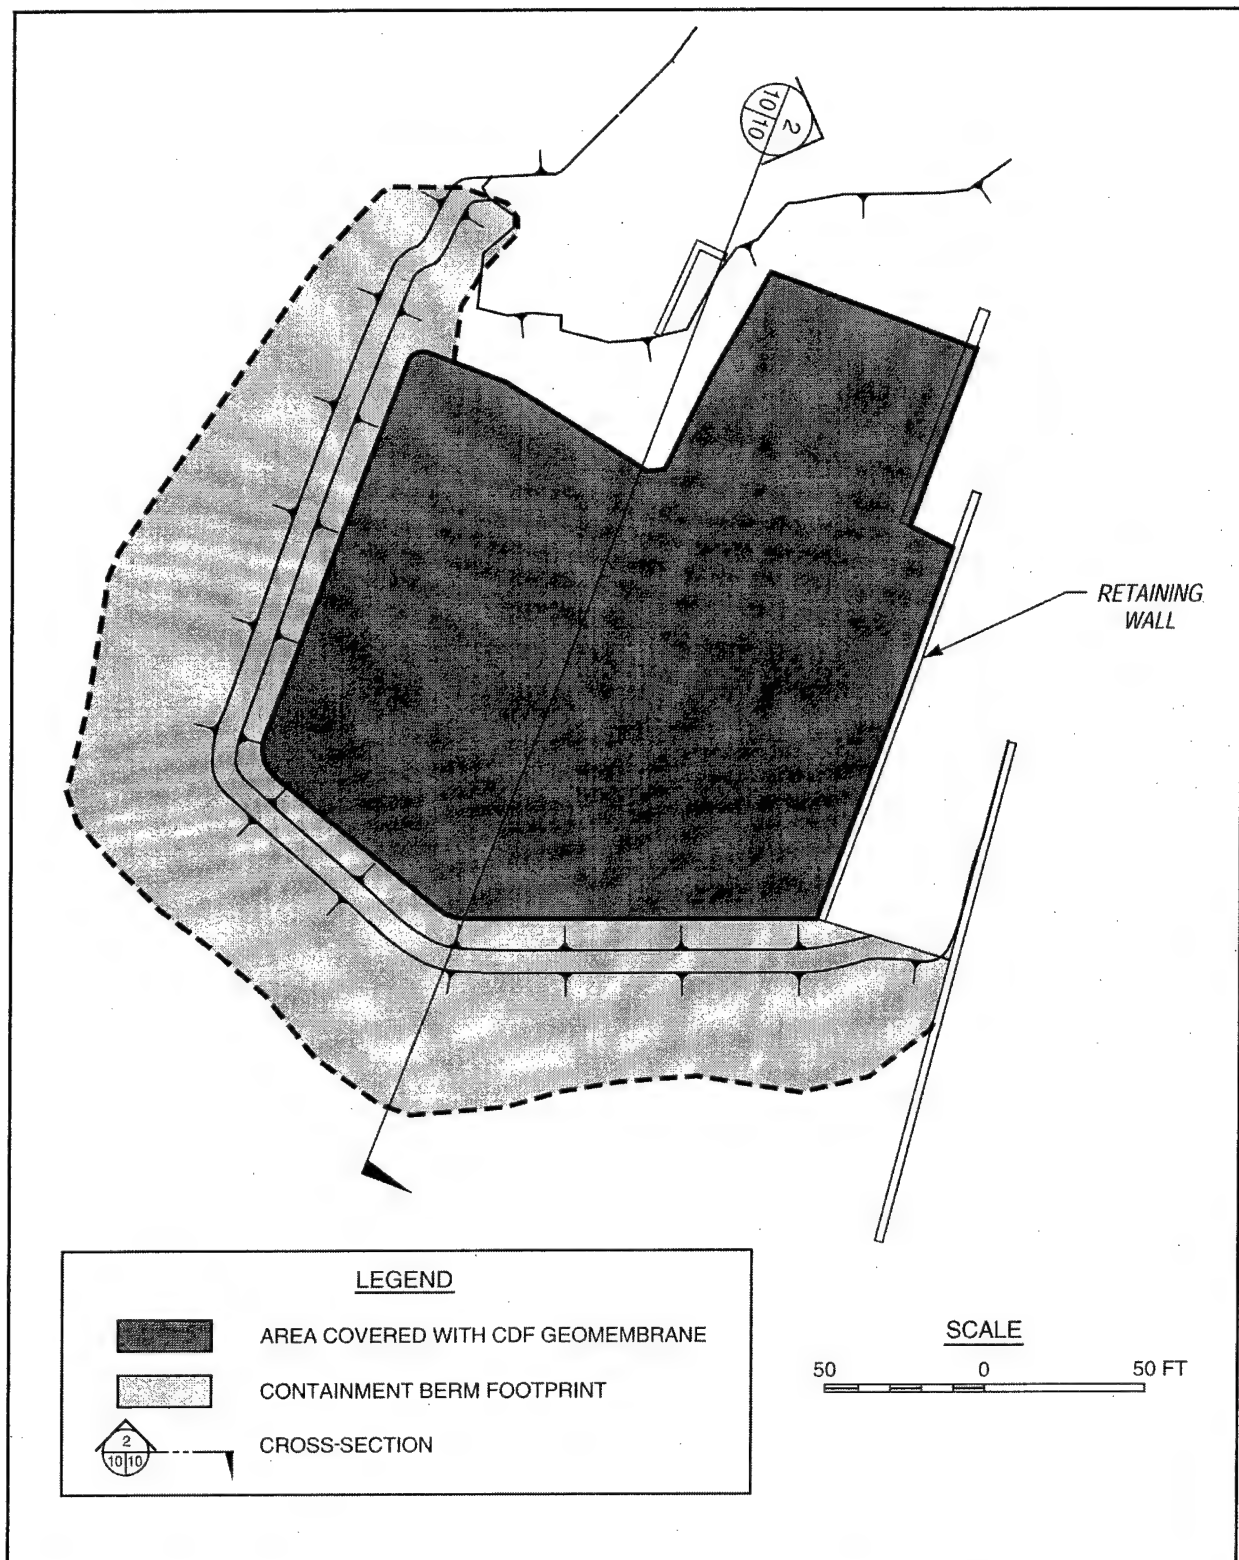 2
10 10
RETAINING
WALL
LEGEND
AREA COVERED WITH CDF GEOMEMBRANE
CONTAINMENT BERM FOOTPRINT
2
10 10
CROSS-SECTION
SCALE
50 0 50 FT